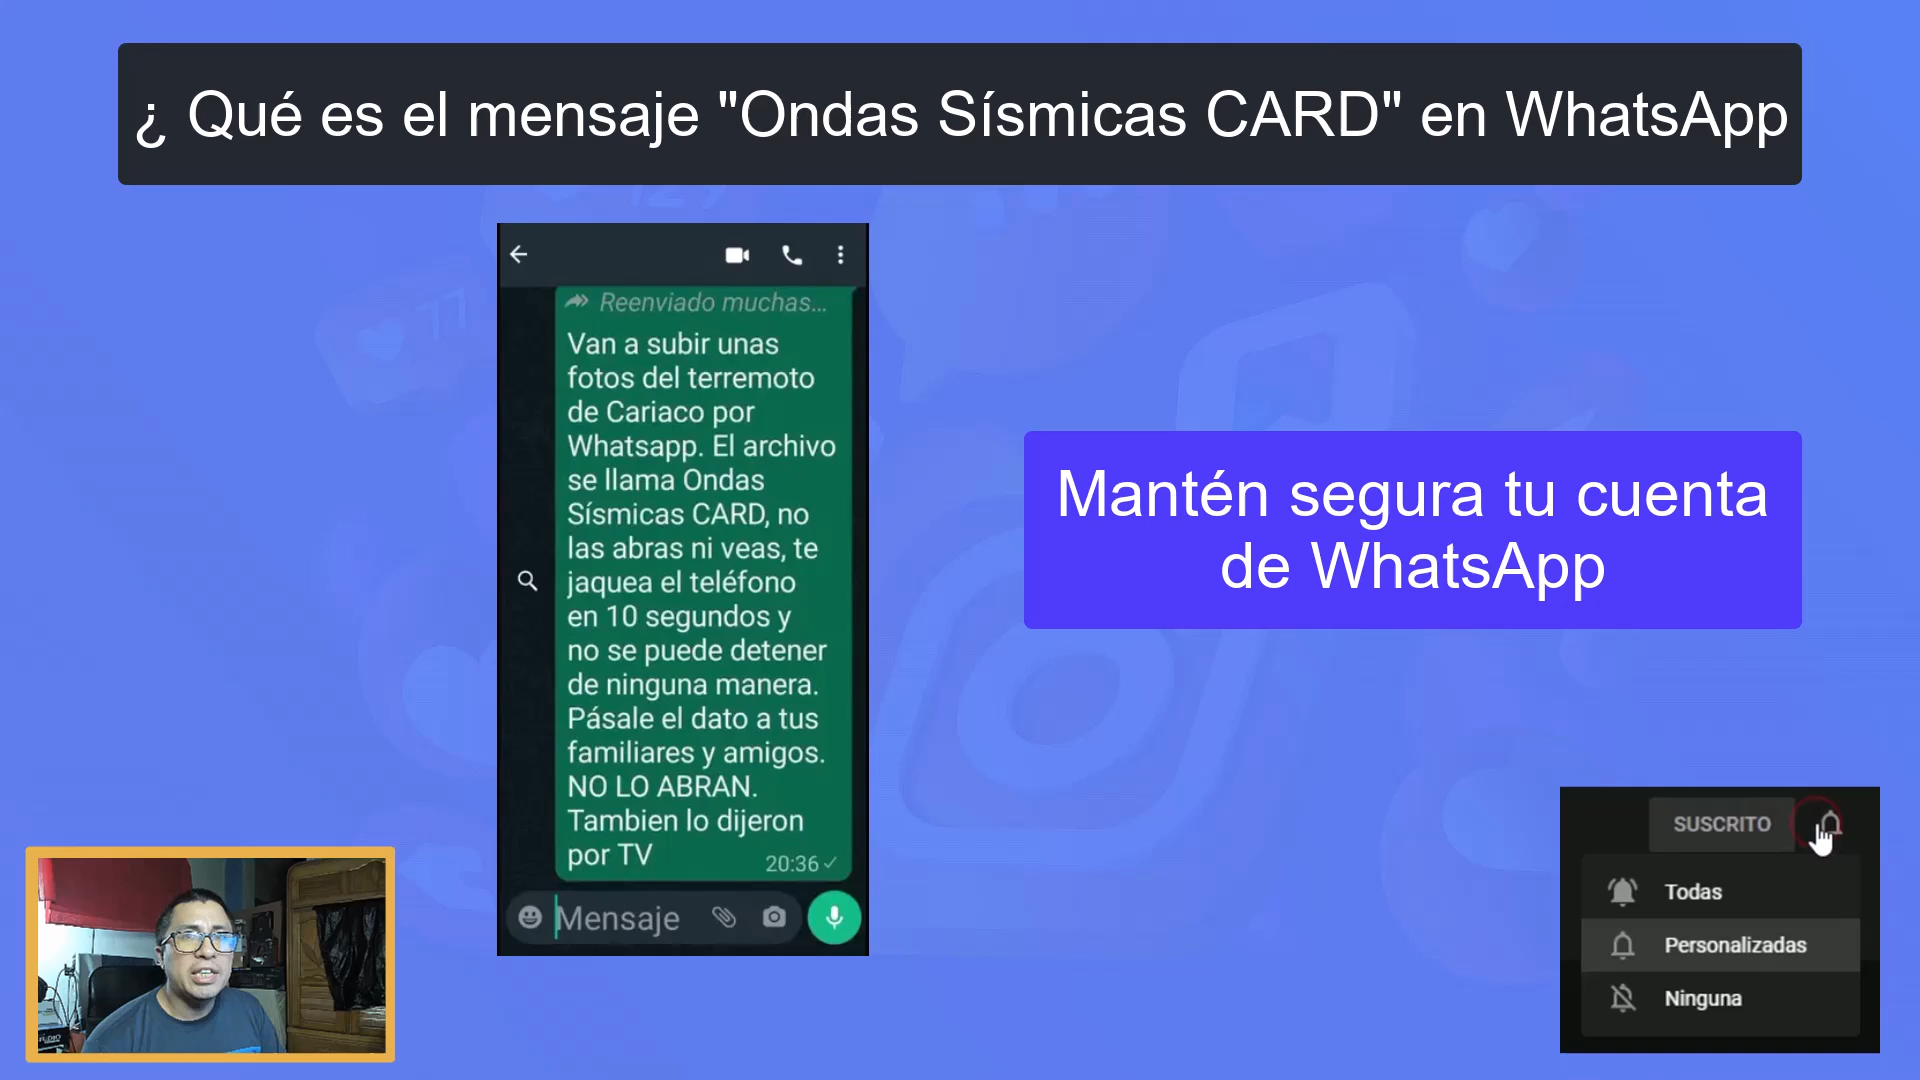 ¿ Qué es el mensaje "Ondas Sísmicas CARD" en WhatsApp
Reenviado muchas...
Van a subir unas
fotos del terremoto
de Cariaco por
Whatsapp. El archivo
se llama Ondas
Sísmicas CARD, no
las abras ni veas, te
jaquea el teléfono
en 10 segundos y
no se puede detener
de ninguna manera.
Pásale el dato a tus
familiares y amigos.
NO LO ABRAN.
Tambien lo dijeron
por TV
20:36
Mensaje
Mantén segura tu cuenta
de WhatsApp
SUSCRITO
Todas
Personalizadas
Ninguna
77